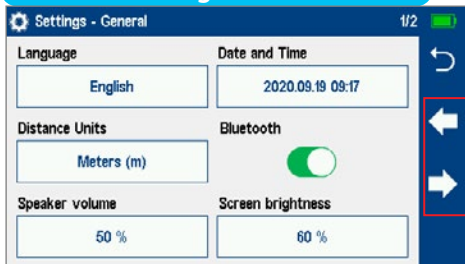 Settings - General 1/2
Language Date and Time
English 2020.09.19 09:17
Distance Units Bluetooth
Meters (m)
Speaker volume Screen brightness
50 % 60 %